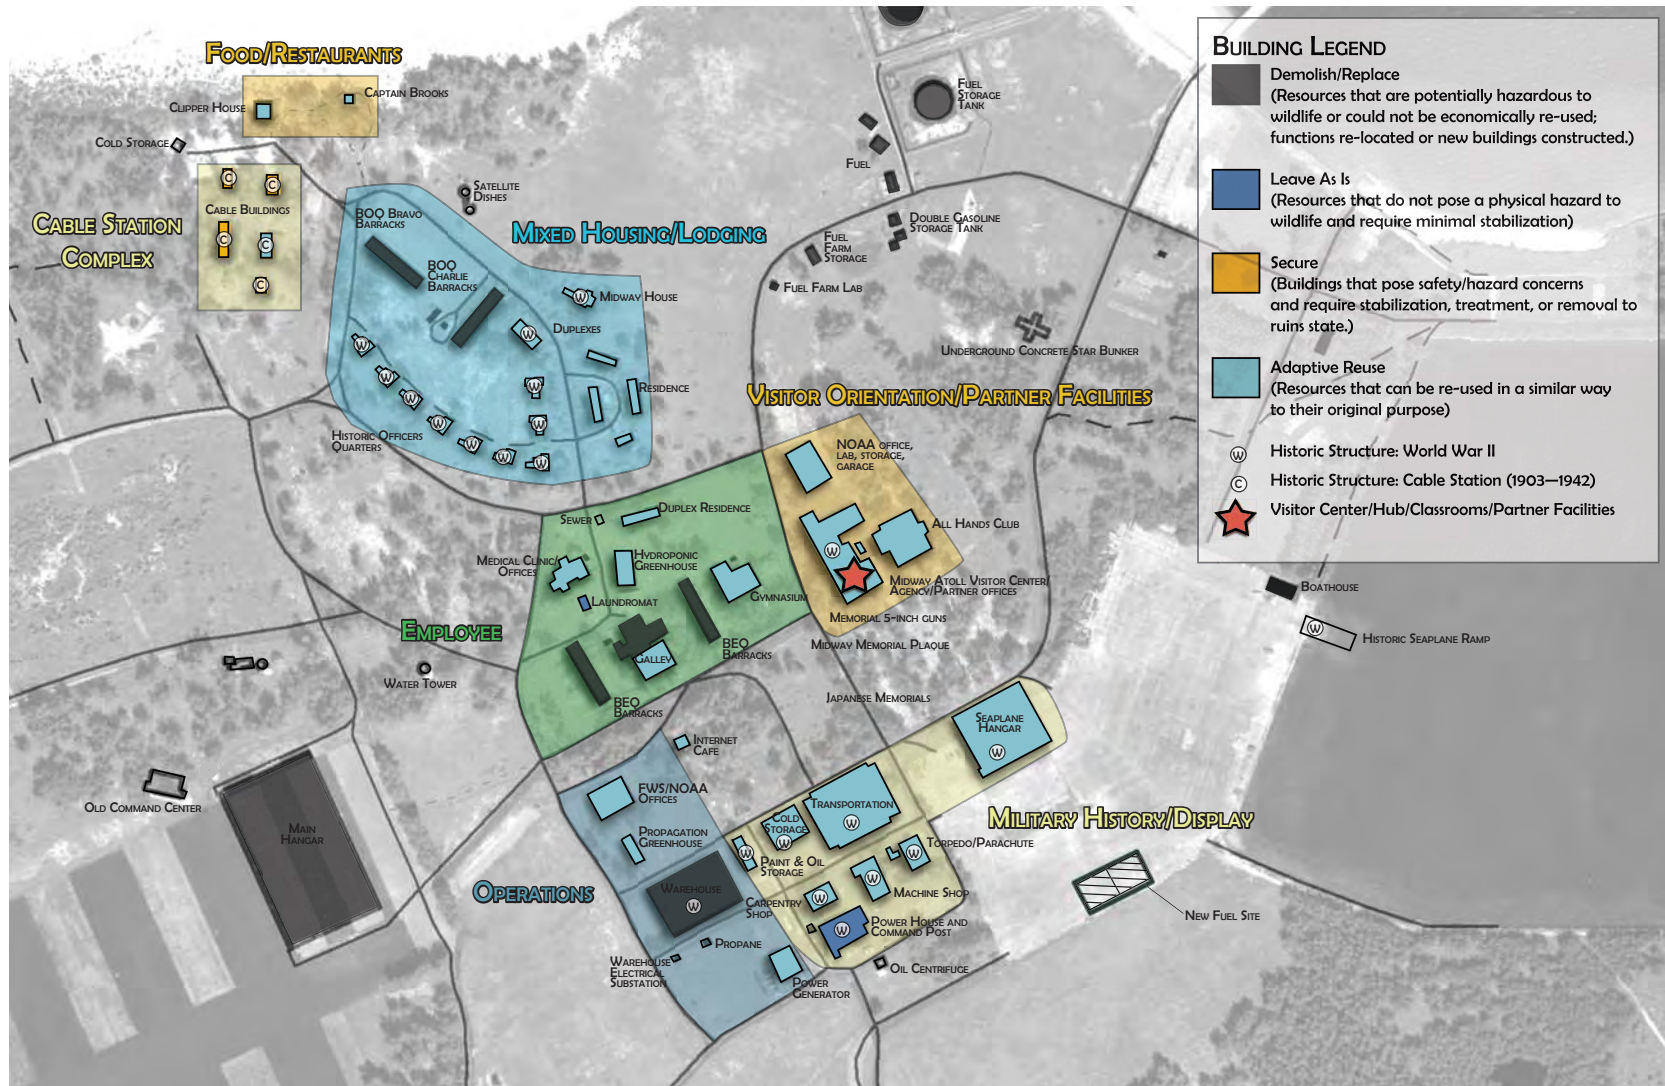 Food/Restaurants
Clipper House
Captain Brooks
Cold Storage
Cable Buildings
Cable Station
Complex
BOQ Bravo
Barracks
BOQ
Charlie
Barracks
Satellite
Dishes
Mixed Housing/Lodging
Midway House
Duplexes
Residence
Historic Officers
Quarters
Fuel
Storage
Tank
Fuel
Double Gasoline
Storage Tank
Fuel
Farm
Storage
Fuel Farm Lab
Underground Concrete Star Bunker
Visitor Orientation/Partner Facilities
NOAA office,
lab, storage,
garage
All Hands Club
Midway Atoll Visitor Center/
Agency/Partner offices
Memorial 5-inch guns
Midway Memorial Plaque
Japanese Memorials
Sewer
Duplex Residence
Medical Clinic/
Offices
Hydroponic
Greenhouse
Laundromat
Gymnasium
Employee
Galley
BEQ
Barracks
BEQ
Barracks
Water Tower
Old Command Center
Main
Hangar
Internet
Cafe
FWS/NOAA
Offices
Propagation
Greenhouse
Operations
Warehouse
Propane
Warehouse
Electrical
Substation
Power
Generator
Seaplane
Hangar
Transportation
Cold
Storage
Paint & Oil
Storage
Carpentry
Shop
Torpedo/Parachute
Machine Shop
Power House and
Command Post
Oil Centrifuge
Military History/Display
New Fuel Site
Boathouse
Historic Seaplane Ramp
Building Legend
Demolish/Replace
(Resources that are potentially hazardous to
wildlife or could not be economically re-used;
functions re-located or new buildings constructed.)
Leave As Is
(Resources that do not pose a physical hazard to
wildlife and require minimal stabilization)
Secure
(Buildings that pose safety/hazard concerns
and require stabilization, treatment, or removal to
ruins state.)
Adaptive Reuse
(Resources that can be re-used in a similar way
to their original purpose)
W Historic Structure: World War II
C Historic Structure: Cable Station (1903—1942)
Visitor Center/Hub/Classrooms/Partner Facilities